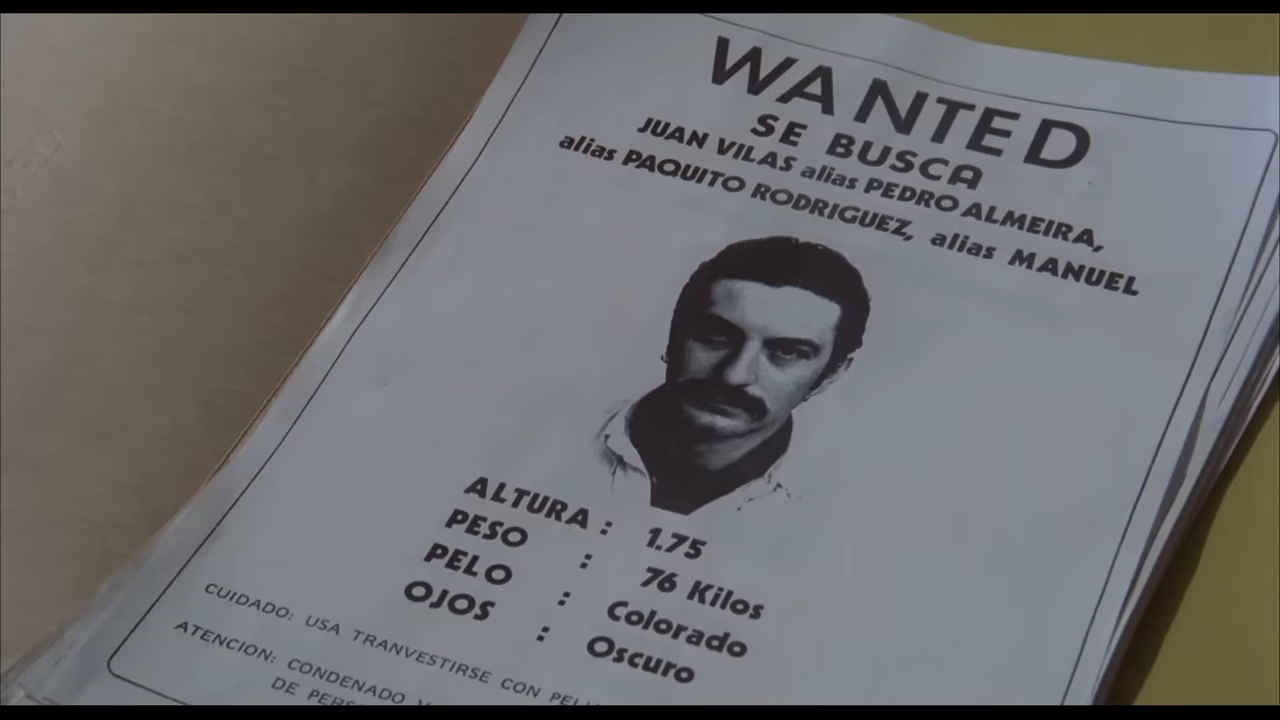 WANTED
SE BUSCA
JUAN VILAS alias PEDRO ALMEIRA,
alias PAQUITO RODRIGUEZ, alias MANUEL
ALTURA : 1.75
PESO : 76 Kilos
PELO : Colorado
OJOS : Oscuro
CUIDADO: USA TRANVESTIRSE CON
ATENCION: CONDENADO
DE